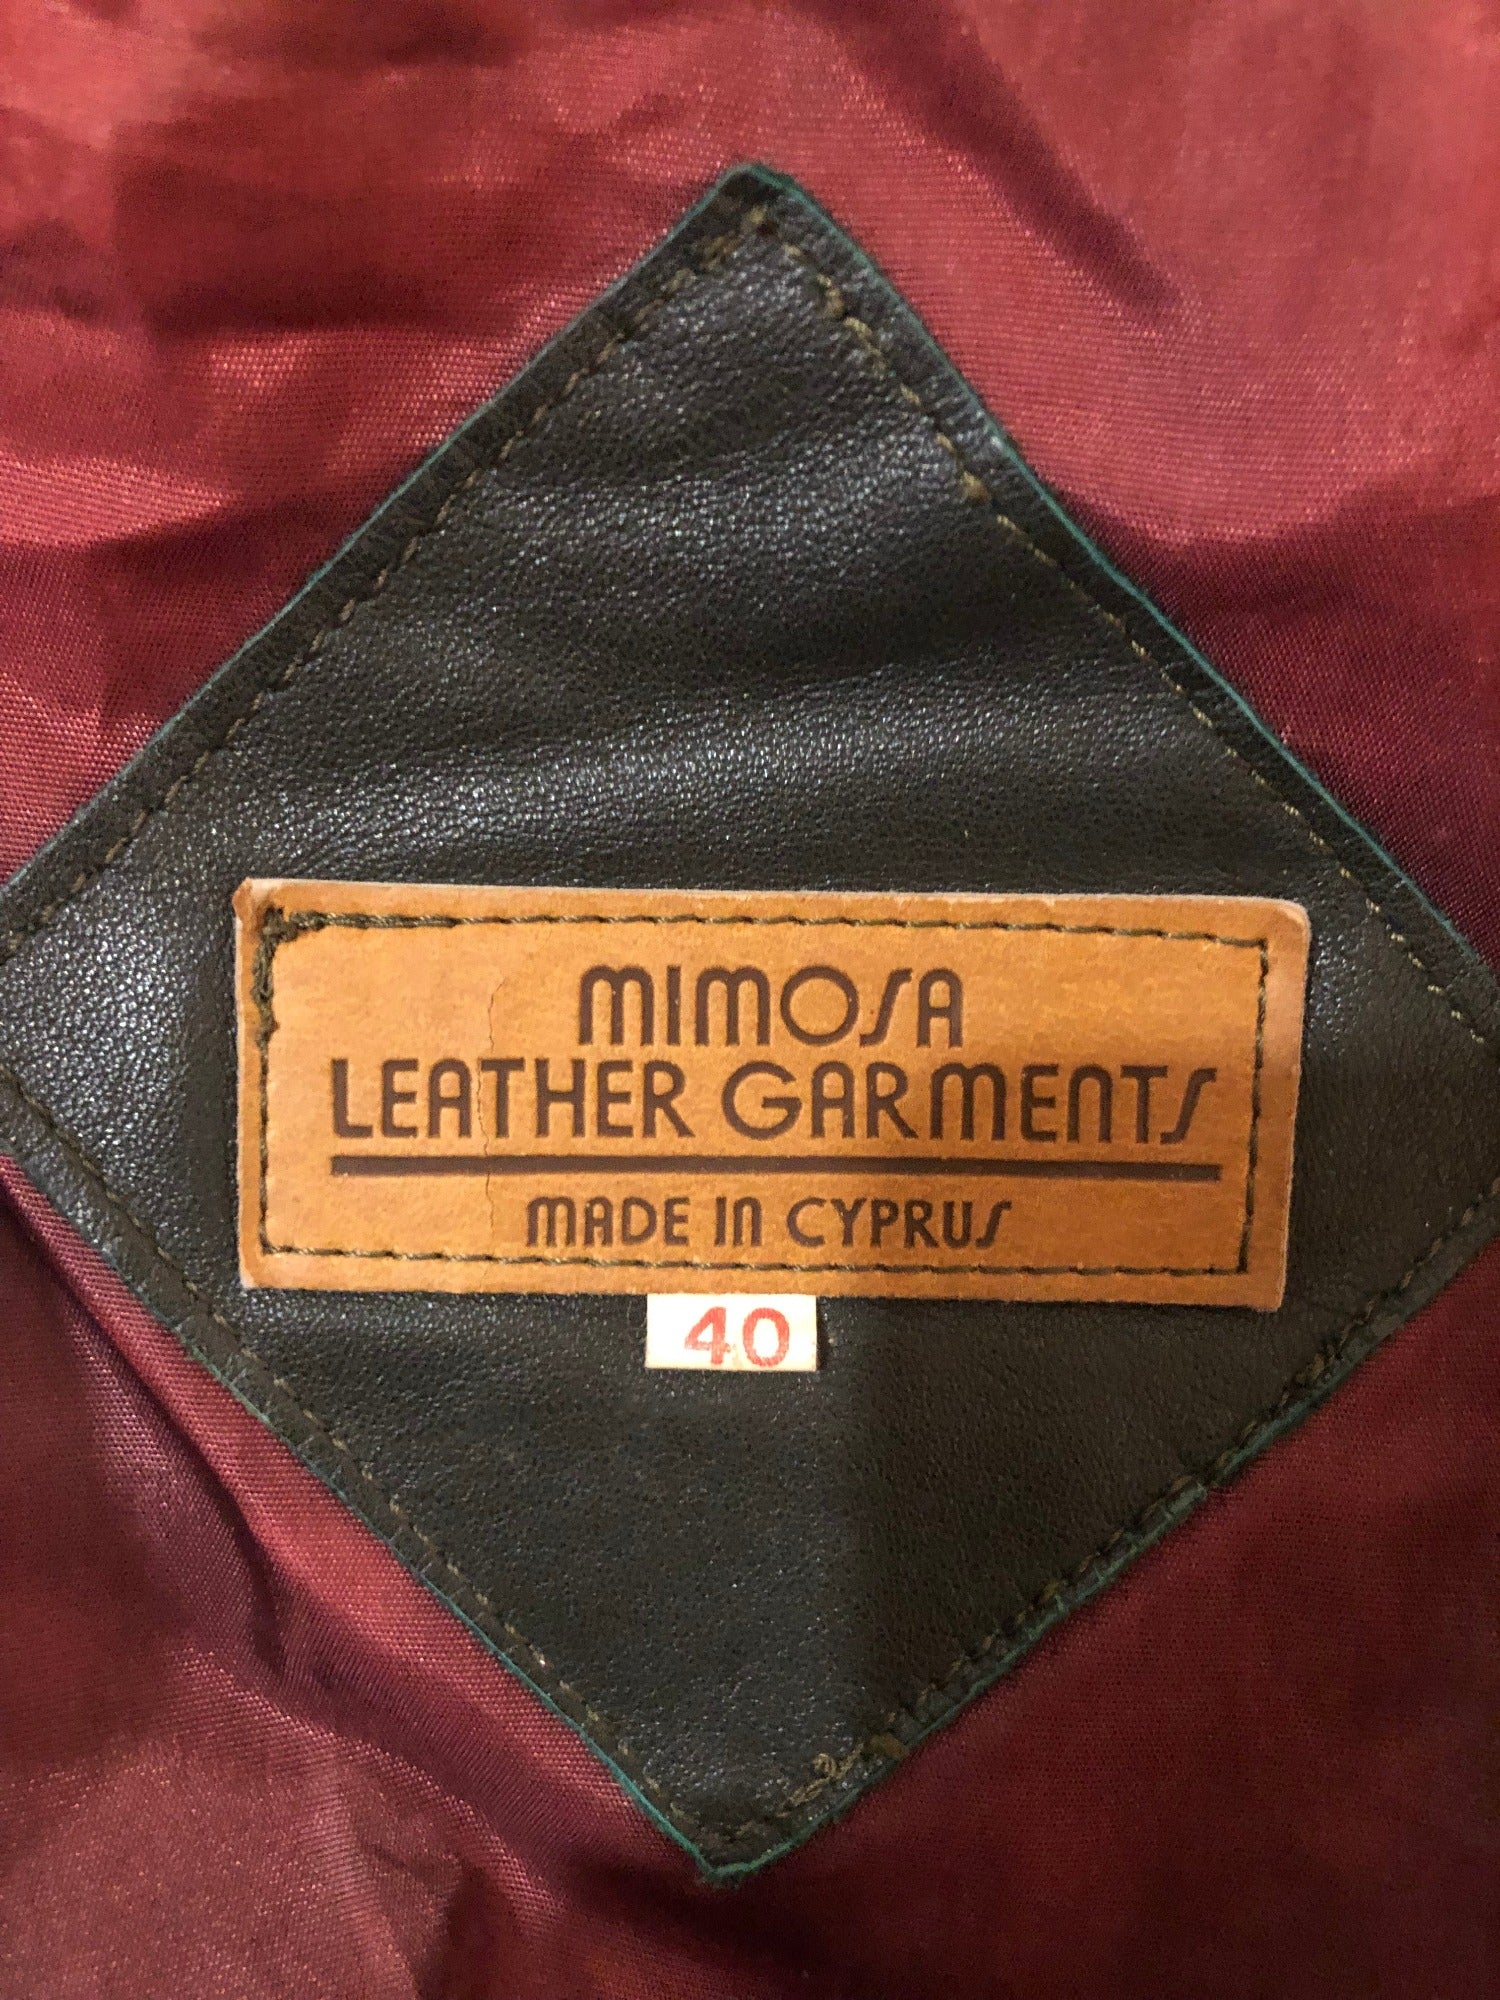 MIMOSA
LEATHER GARMENTS
MADE IN CYPRUS
40